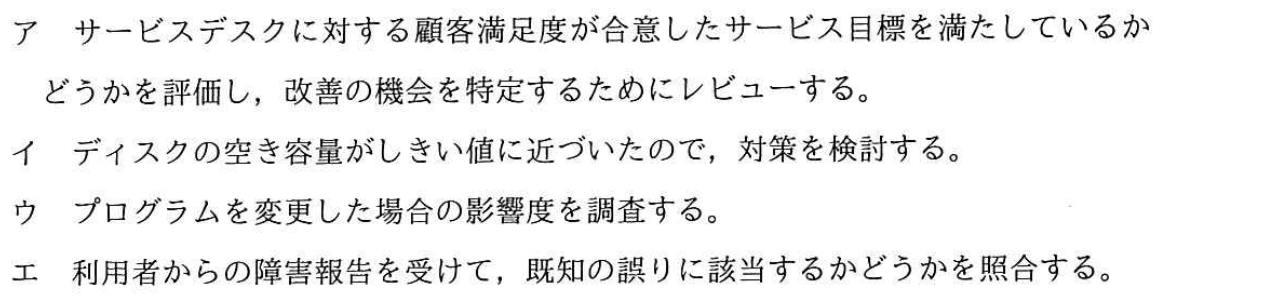 ア　サービスデスクに対する顧客満足度が合意したサービス目標を満たしているか
どうかを評価し，改善の機会を特定するためにレビューする。
イ　ディスクの空き容量がしきい値に近づいたので，対策を検討する。
ウ　プログラムを変更した場合の影響度を調査する。
エ　利用者からの障害報告を受けて，既知の誤りに該当するかどうかを照合する。